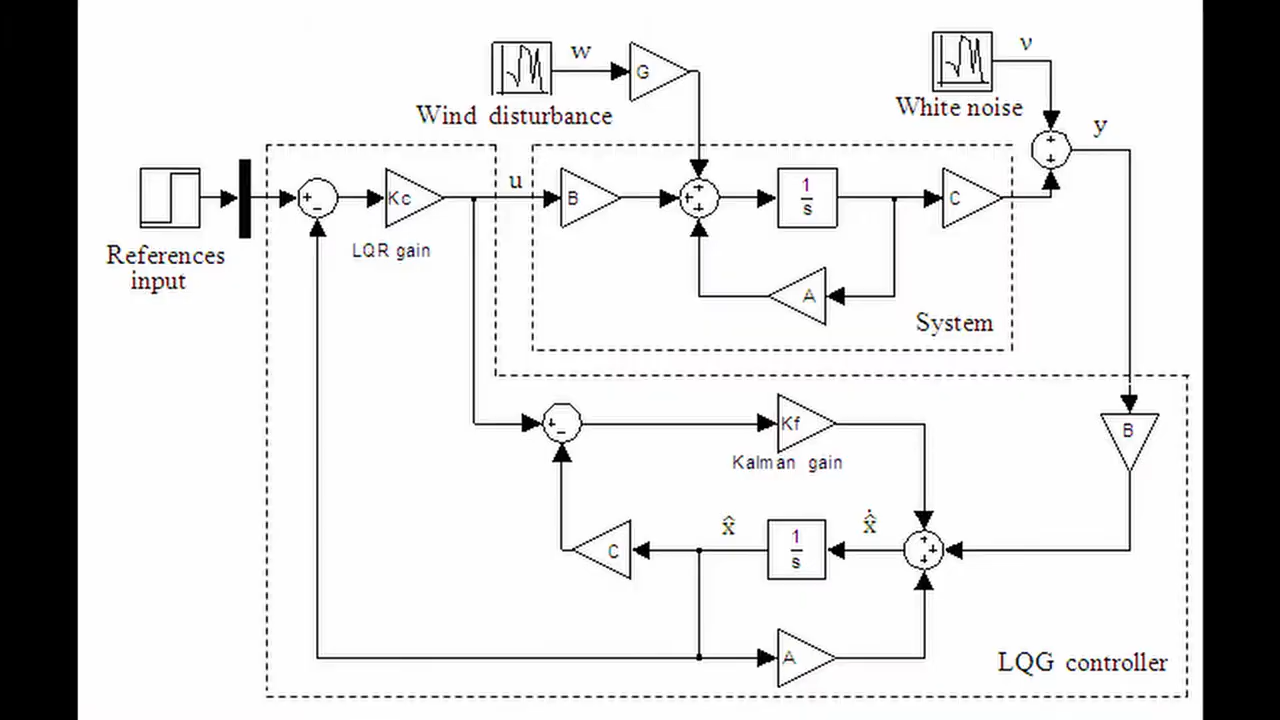 w
G
Wind disturbance
v
White noise
y
References
input
+
−
Kc
LQR gain
u
B
+
+
+
1
s
C
+
+
A
System
+
−
Kf
Kalman gain
B
C
x̂
1
s
ẋ̂
+
+
+
A
LQG controller